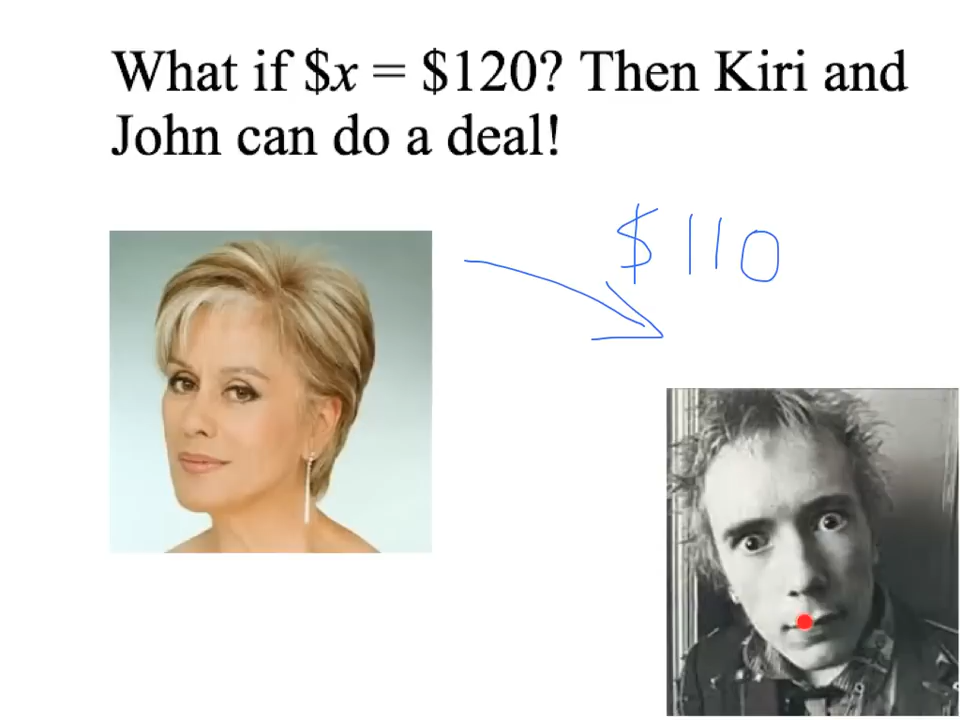 What if $x = $120? Then Kiri and
John can do a deal!
$110